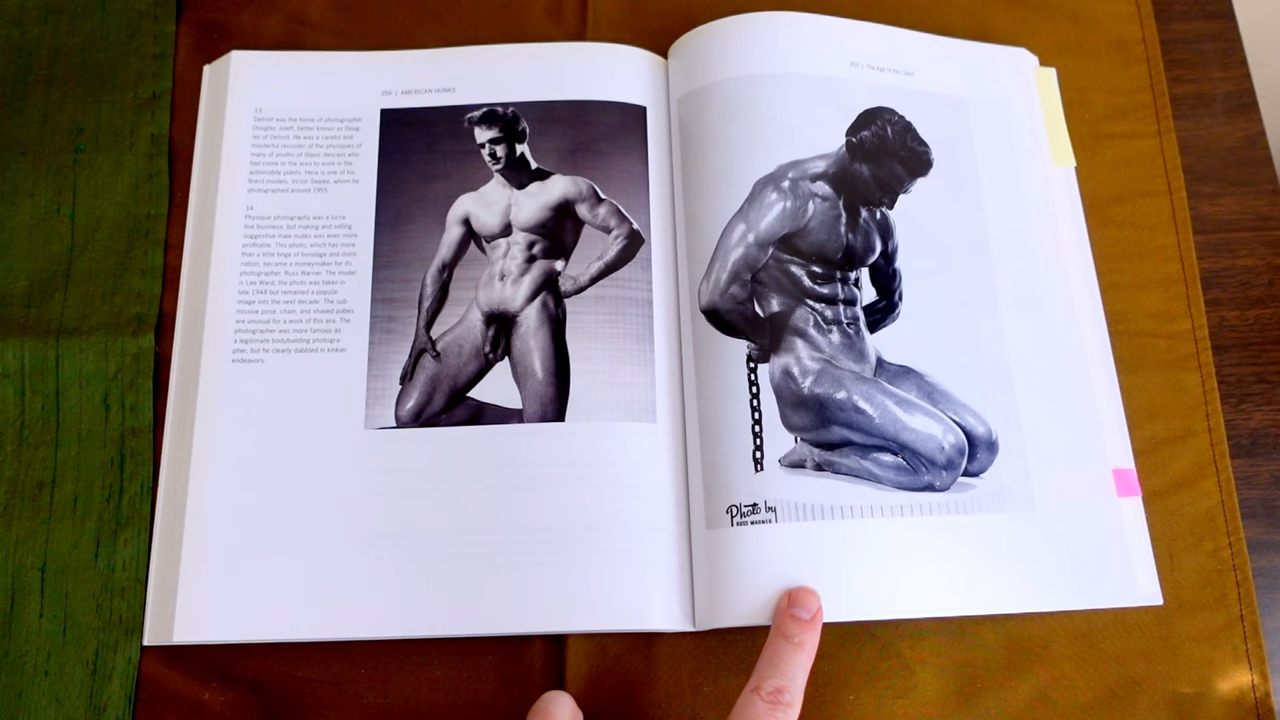 256 | AMERICAN HUNKS
13.
Detroit was the home of photographer
Douglas Juleff, better known as Doug-
las of Detroit. He was a careful and
masterful recorder of the physiques of
many of youths of Slavic descent who
had come to the area to work in the
automobile plants. Here is one of his
finest models, Victor Seipke, whom he
photographed around 1955.
14.
Physique photography was a lucra-
tive business, but making and selling
suggestive male nudes was even more
profitable. This photo, which has more
than a little tinge of bondage and domi-
nation, became a moneymaker for its
photographer, Russ Warner. The model
is Lee Ward; the photo was taken in
late 1948 but remained a popular
image into the next decade. The sub-
missive pose, chain, and shaved pubes
are unusual for a work of this era. The
photographer was more famous as
a legitimate bodybuilding photogra-
pher, but he clearly dabbled in kinkier
endeavors.
257 | The Age of the Chest
Photo by
RUSS WARNER